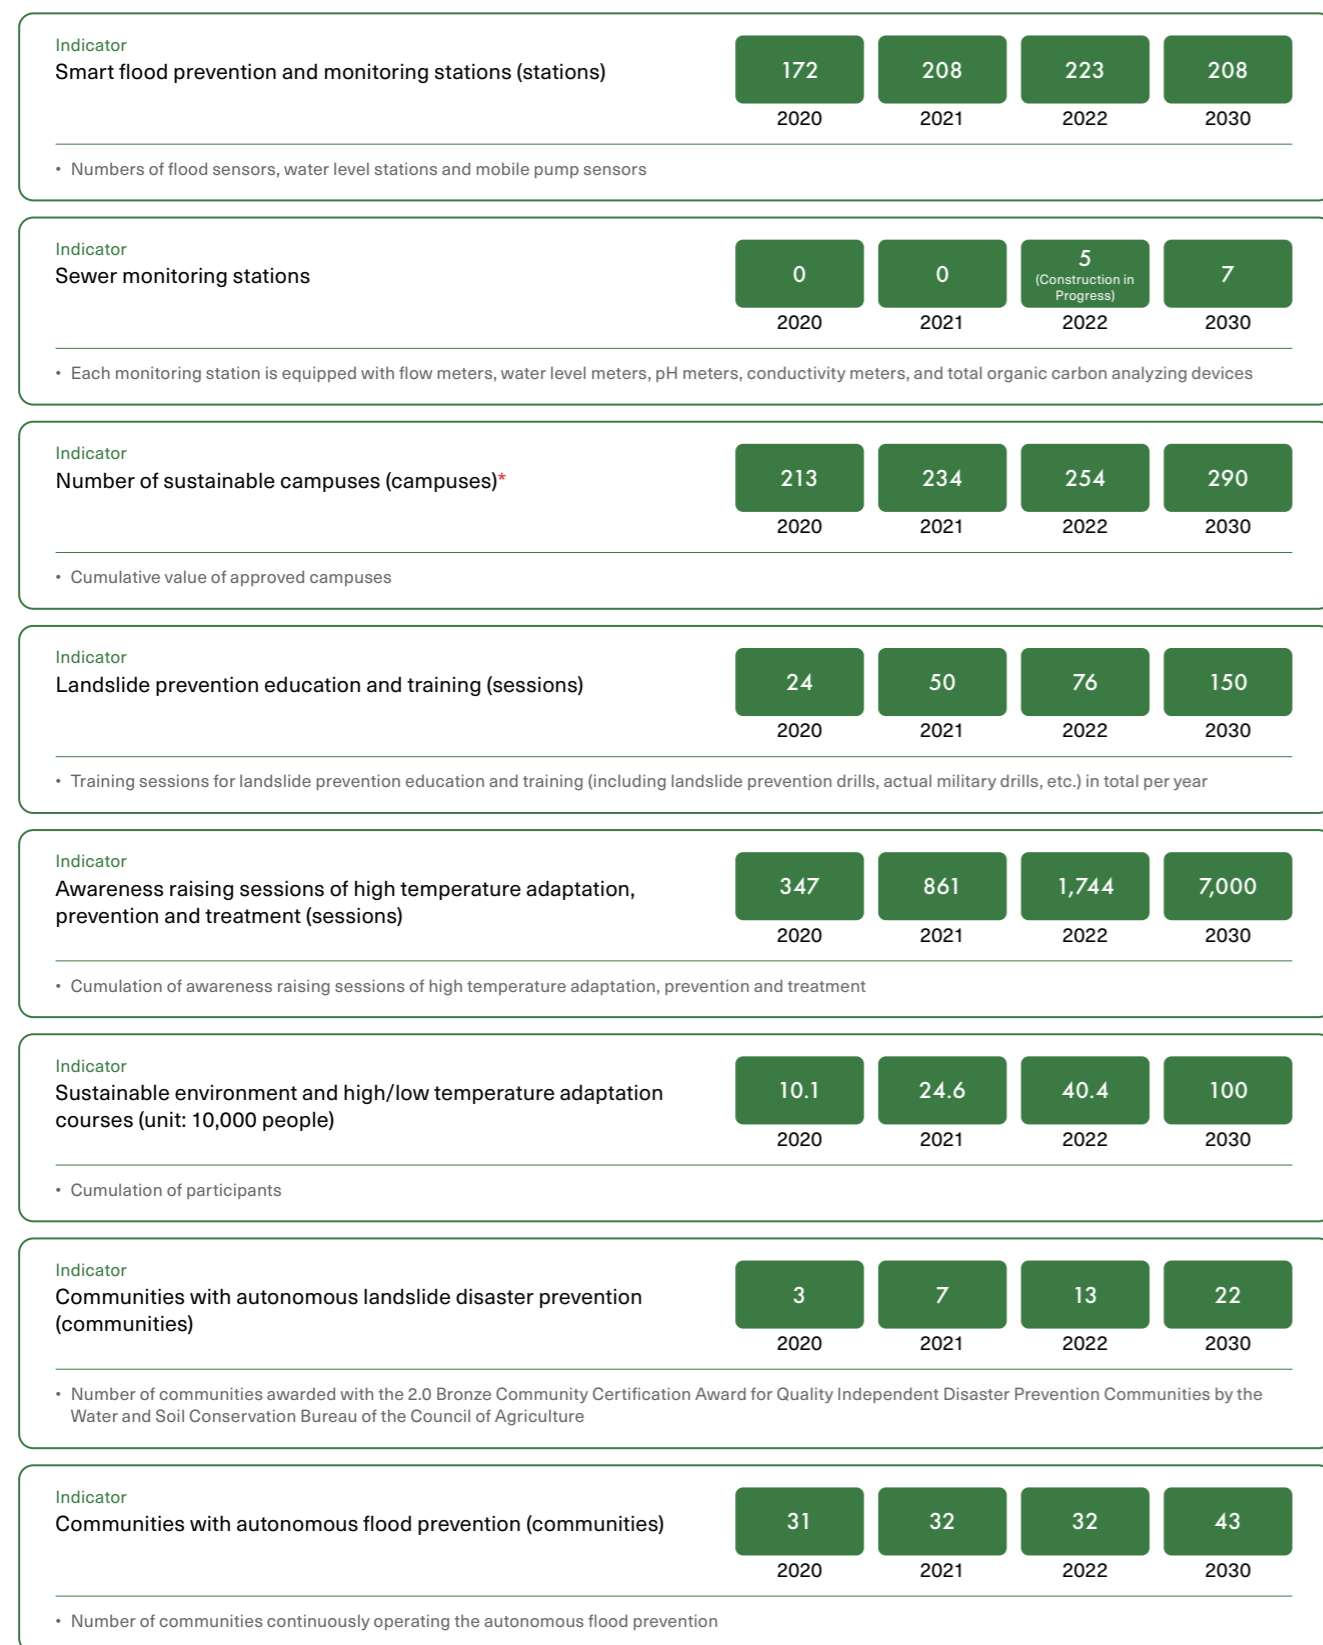 Indicator
Smart flood prevention and monitoring stations (stations)
172 208 223 208
2020 2021 2022 2030
• Numbers of flood sensors, water level stations and mobile pump sensors
Indicator
Sewer monitoring stations
0 0 5 (Construction in Progress) 7
2020 2021 2022 2030
• Each monitoring station is equipped with flow meters, water level meters, pH meters, conductivity meters, and total organic carbon analyzing devices
Indicator
Number of sustainable campuses (campuses)*
213 234 254 290
2020 2021 2022 2030
• Cumulative value of approved campuses
Indicator
Landslide prevention education and training (sessions)
24 50 76 150
2020 2021 2022 2030
• Training sessions for landslide prevention education and training (including landslide prevention drills, actual military drills, etc.) in total per year
Indicator
Awareness raising sessions of high temperature adaptation,
prevention and treatment (sessions)
347 861 1,744 7,000
2020 2021 2022 2030
• Cumulation of awareness raising sessions of high temperature adaptation, prevention and treatment
Indicator
Sustainable environment and high/low temperature adaptation
courses (unit: 10,000 people)
10.1 24.6 40.4 100
2020 2021 2022 2030
• Cumulation of participants
Indicator
Communities with autonomous landslide disaster prevention
(communities)
3 7 13 22
2020 2021 2022 2030
• Number of communities awarded with the 2.0 Bronze Community Certification Award for Quality Independent Disaster Prevention Communities by the
Water and Soil Conservation Bureau of the Council of Agriculture
Indicator
Communities with autonomous flood prevention (communities)
31 32 32 43
2020 2021 2022 2030
• Number of communities continuously operating the autonomous flood prevention